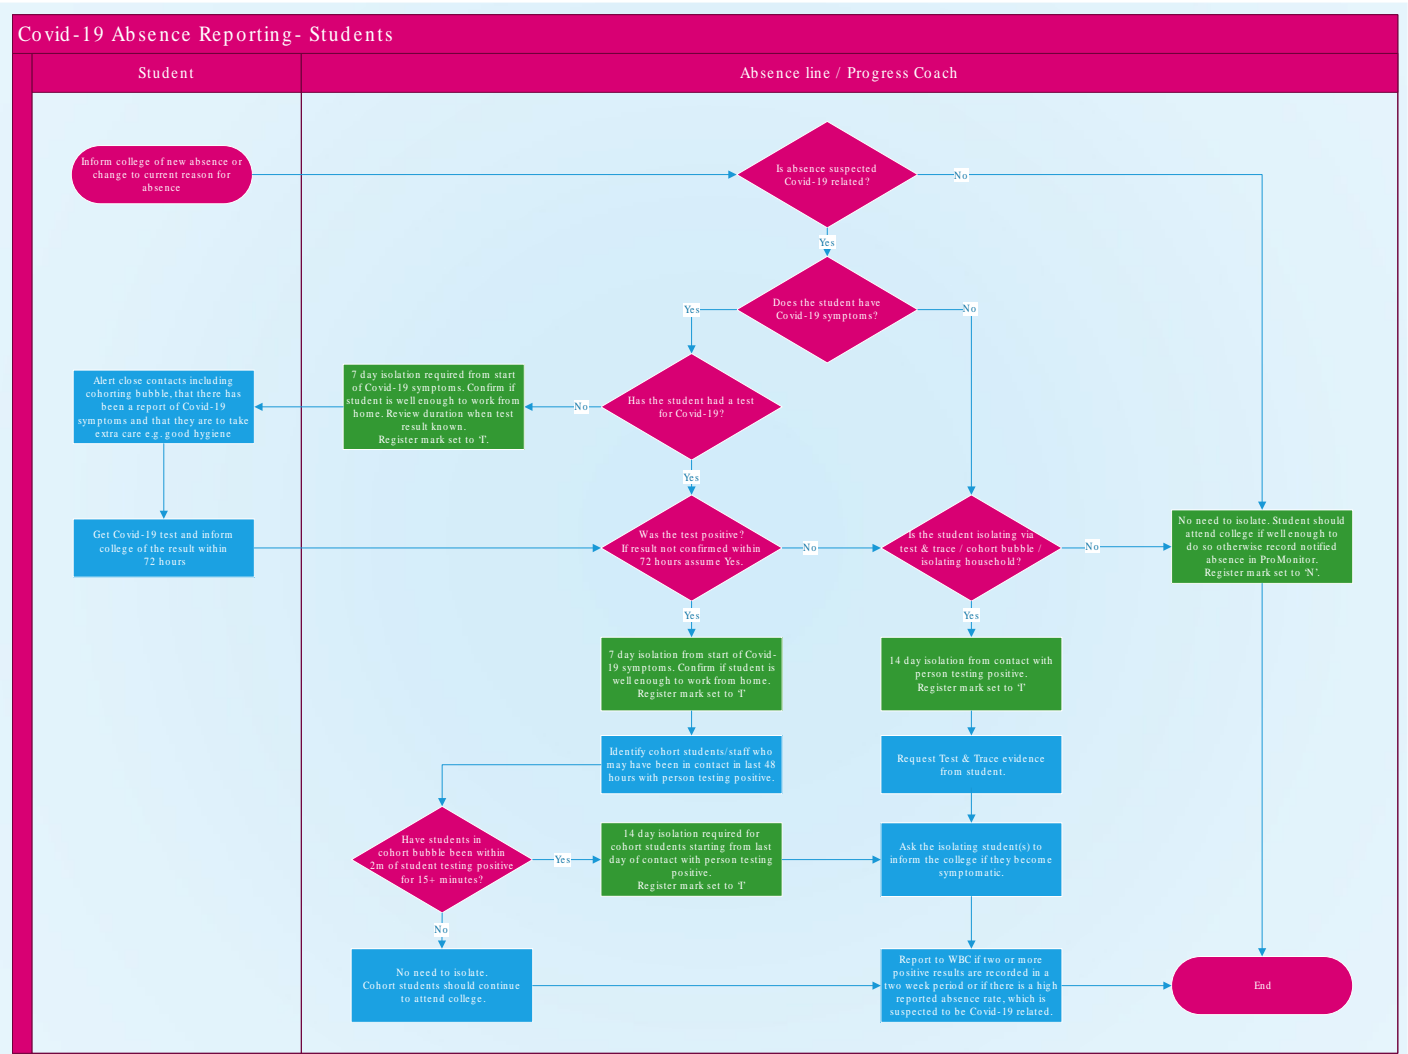 Covid-19 Absence Reporting- Students
Student
Absence line / Progress Coach
Inform college of new absence or
change to current reason for
absence
Is absence suspected
Covid-19 related?
No
Yes
Does the student have
Covid-19 symptoms?
Yes
No
Alert close contacts including
cohorting bubble, that there has
been a report of Covid-19
symptoms and that they are to take
extra care e.g. good hygiene
7 day isolation required from start
of Covid-19 symptoms. Confirm if
student is well enough to work from
home. Review duration when test
result known.
Register mark set to ‘I’.
No
Has the student had a test
for Covid-19?
Yes
Get Covid-19 test and inform
college of the result within
72 hours
Was the test positive?
If result not confirmed within
72 hours assume Yes.
No
Is the student isolating via
test & trace / cohort bubble /
isolating household?
No
No need to isolate. Student should
attend college if well enough to
do so otherwise record notified
absence in ProMonitor.
Register mark set to ‘N’.
Yes
Yes
7 day isolation from start of Covid-
19 symptoms. Confirm if student is
well enough to work from home.
Register mark set to ‘I’
14 day isolation from contact with
person testing positive.
Register mark set to ‘I’
Identify cohort students/staff who
may have been in contact in last 48
hours with person testing positive.
Request Test & Trace evidence
from student.
Have students in
cohort bubble been within
2m of student testing positive
for 15+ minutes?
Yes
14 day isolation required for
cohort students starting from last
day of contact with person testing
positive.
Register mark set to ‘I’
Ask the isolating student(s) to
inform the college if they become
symptomatic.
No
No need to isolate.
Cohort students should continue
to attend college.
Report to WBC if two or more
positive results are recorded in a
two week period or if there is a high
reported absence rate, which is
suspected to be Covid-19 related.
End